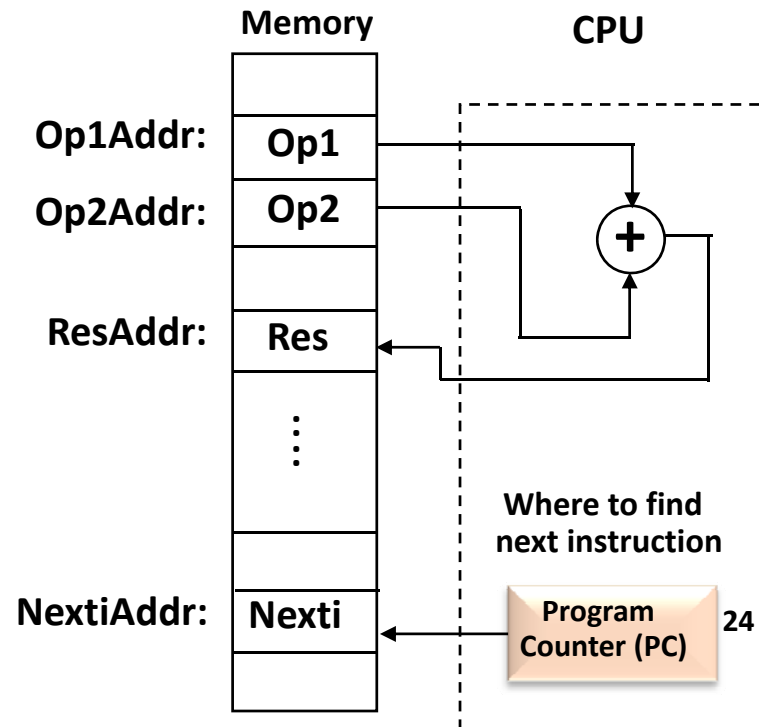 Memory
CPU
Op1Addr:
Op1
Op2Addr:
Op2
+
ResAddr:
Res
Where to find
next instruction
NextiAddr:
Nexti
Program
Counter (PC)
24